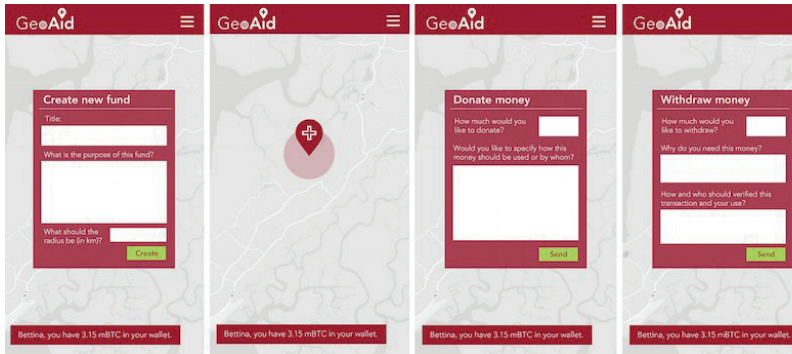 GeoAid
Create new fund
Title:
What is the purpose of this fund?
What should the
radius be (in km)?
Create
Bettina, you have 3.15 mBTC in your wallet.
GeoAid
Bettina, you have 3.15 mBTC in your wallet.
GeoAid
Donate money
How much would you
like to donate?
Would you like to specify how this
money should be used or by whom?
Send
Bettina, you have 3.15 mBTC in your wallet.
GeoAid
Withdraw money
How much would you
like to withdraw?
Why do you need this money?
How and who should verified this
transaction and your use?
Send
Bettina, you have 3.15 mBTC in your wallet.